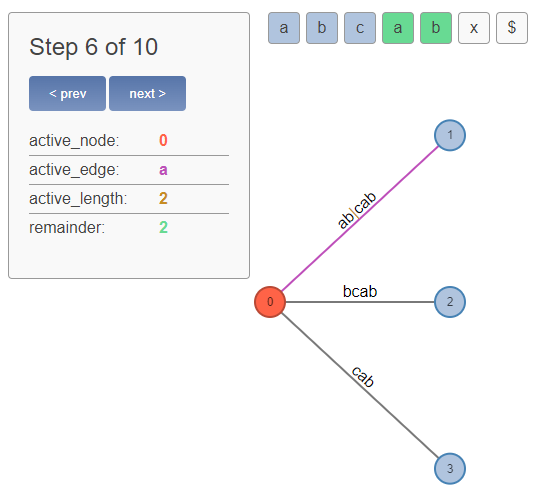 Step 6 of 10
< prev next >
active_node: 0
active_edge: a
active_length: 2
remainder: 2
a b c a b x $
1
ab|cab
0
bcab
2
cab
3